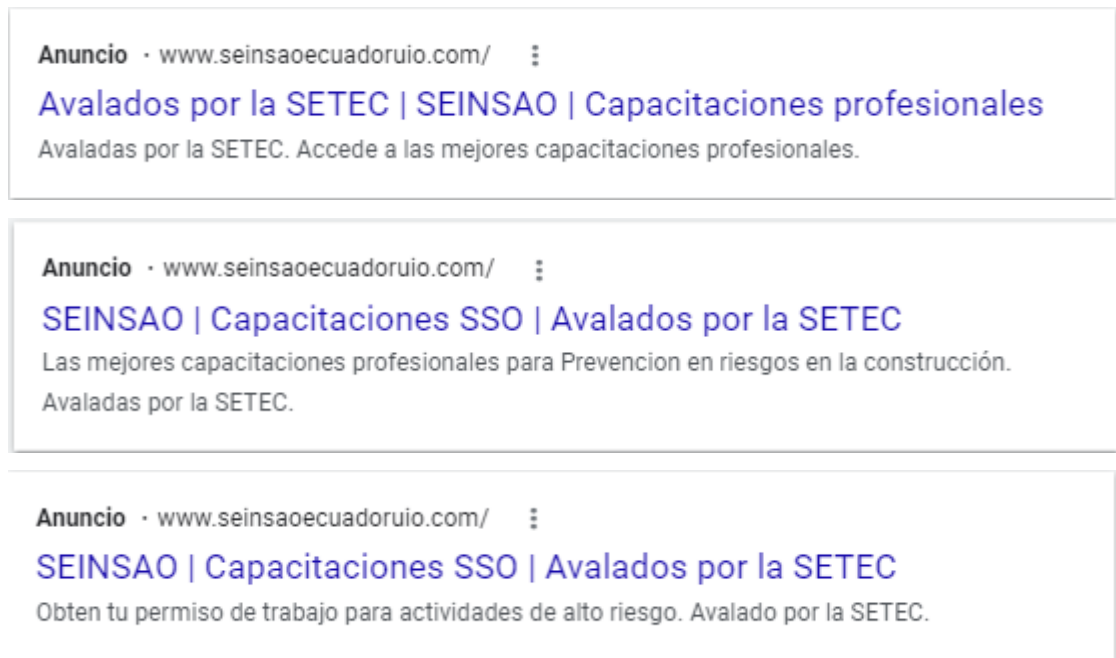 Anuncio · www.seinsaoecuadoruio.com/
Avalados por la SETEC | SEINSAO | Capacitaciones profesionales
Avaladas por la SETEC. Accede a las mejores capacitaciones profesionales.
Anuncio · www.seinsaoecuadoruio.com/
SEINSAO | Capacitaciones SSO | Avalados por la SETEC
Las mejores capacitaciones profesionales para Prevencion en riesgos en la construcción.
Avaladas por la SETEC.
Anuncio · www.seinsaoecuadoruio.com/
SEINSAO | Capacitaciones SSO | Avalados por la SETEC
Obten tu permiso de trabajo para actividades de alto riesgo. Avalado por la SETEC.